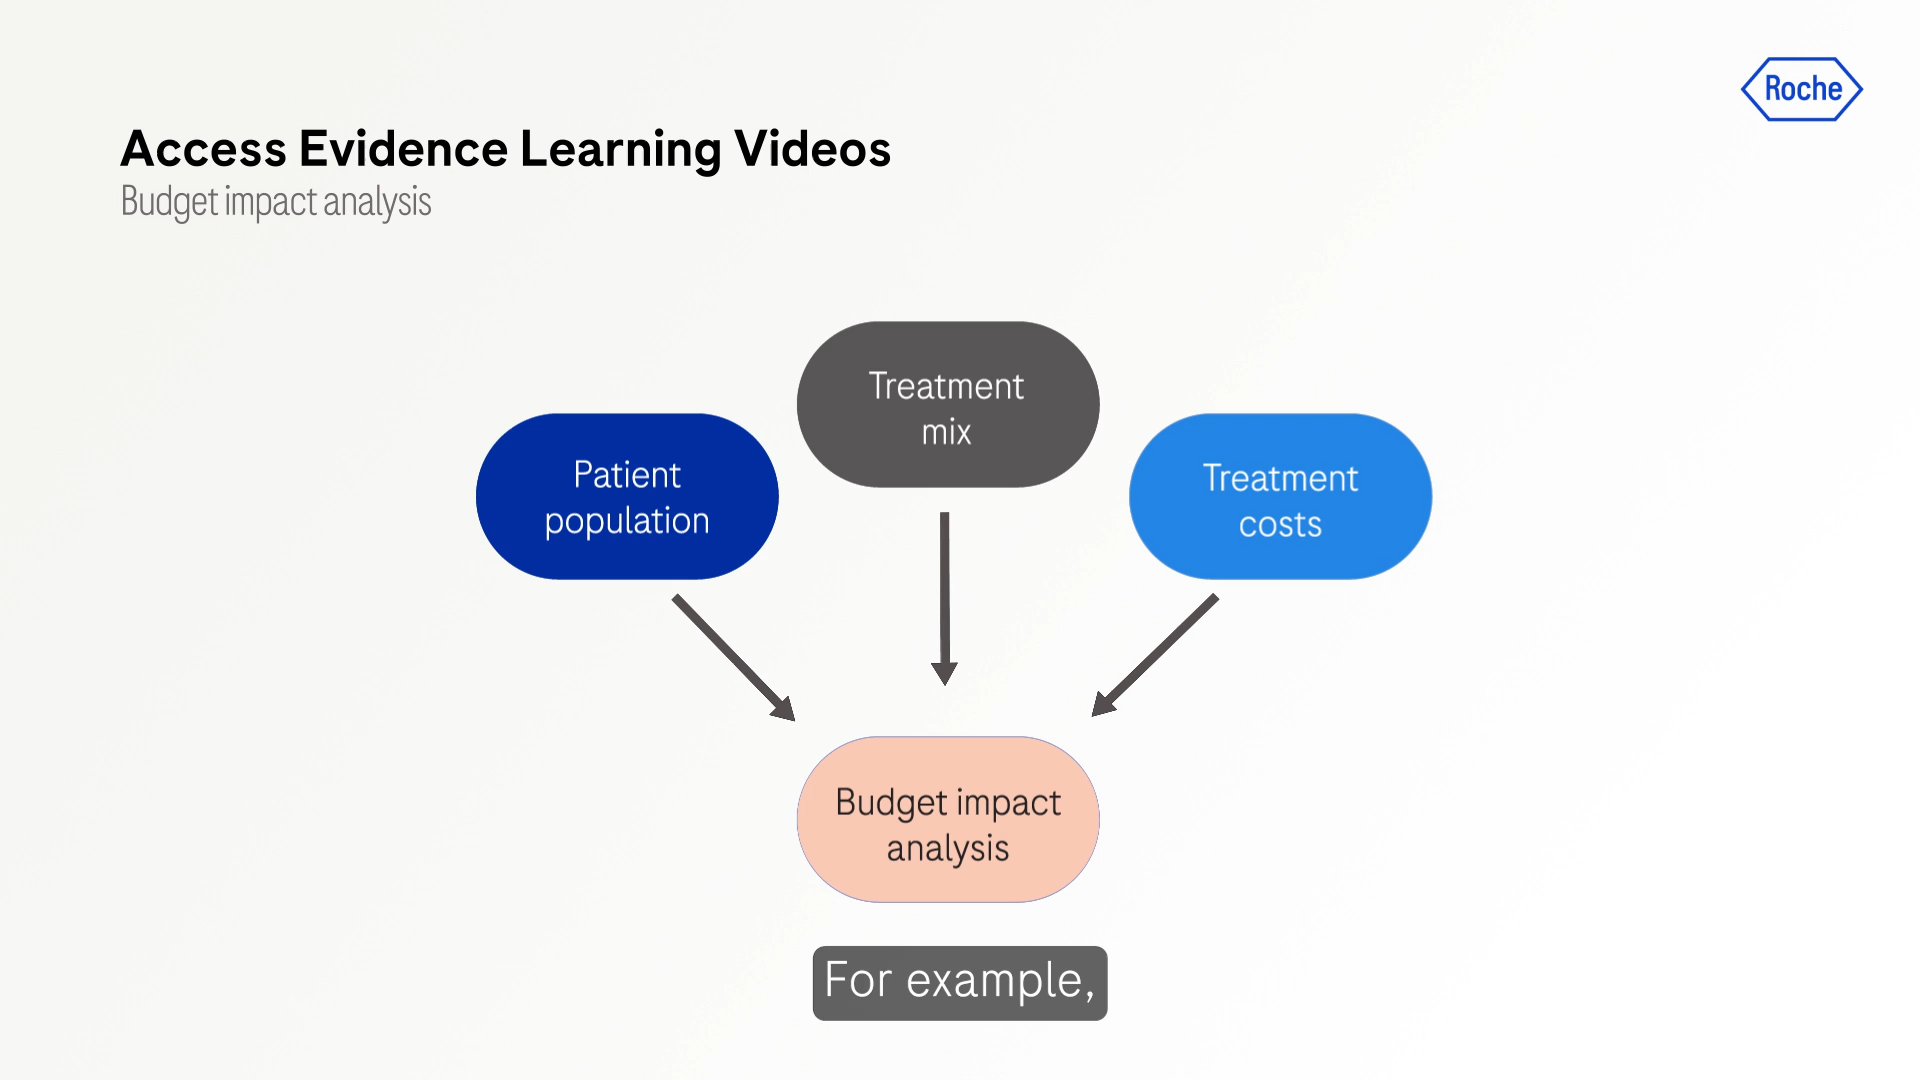 Roche
Access Evidence Learning Videos
Budget impact analysis
Treatment
mix
Patient
population
Treatment
costs
Budget impact
analysis
For example,